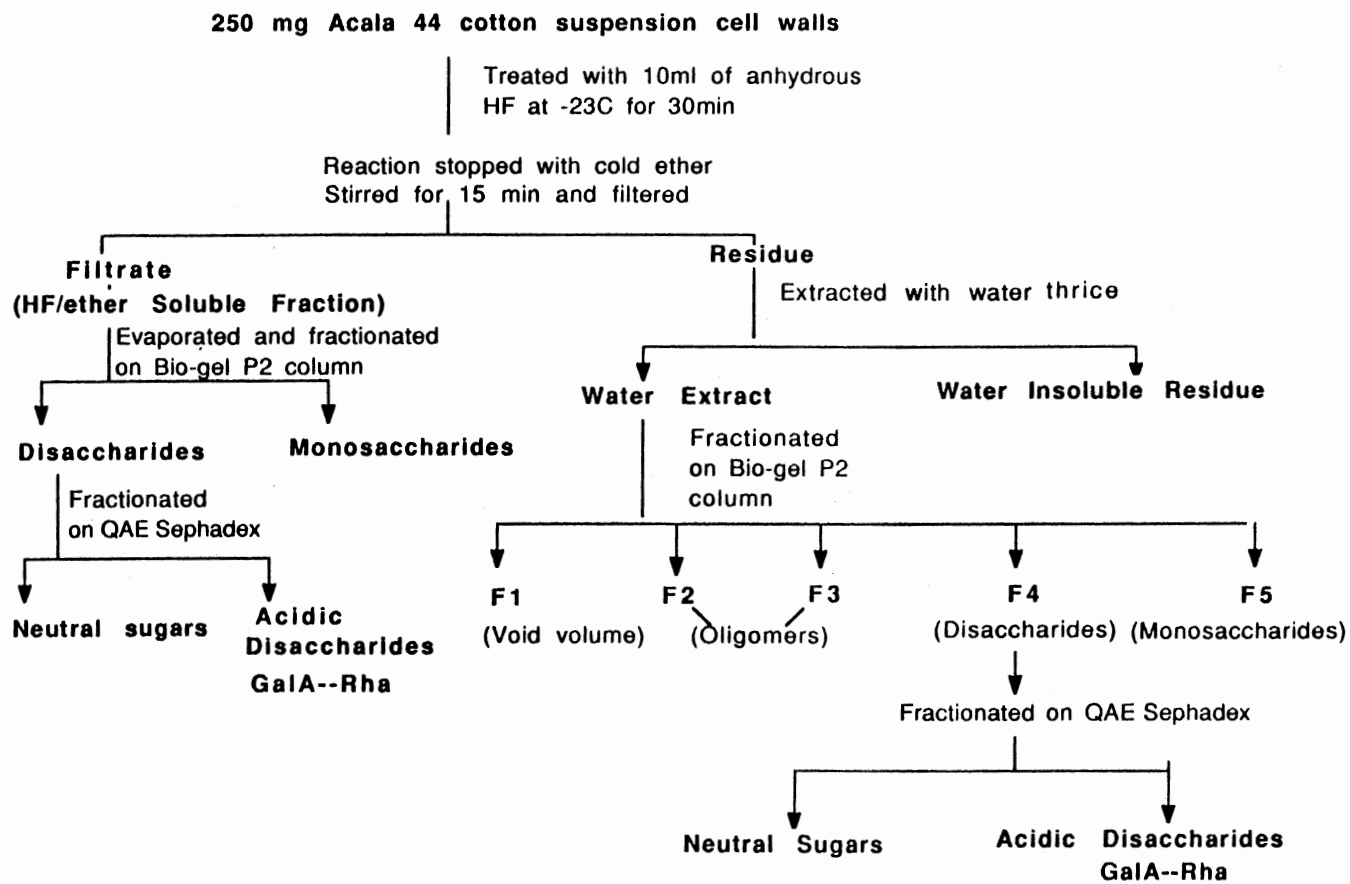 250 mg Acala 44 cotton suspension cell walls
Treated with 10ml of anhydrous
HF at -23C for 30min
Reaction stopped with cold ether
Stirred for 15 min and filtered
Filtrate
(HF/ether Soluble Fraction)
Evaporated and fractionated
on Bio-gel P2 column
Disaccharides
Monosaccharides
Fractionated
on QAE Sephadex
Neutral sugars
Acidic
Disaccharides
GalA--Rha
Residue
Extracted with water thrice
Water Extract
Water Insoluble Residue
Fractionated
on Bio-gel P2
column
F1
(Void volume)
F2
F3
(Oligomers)
F4
(Disaccharides)
F5
(Monosaccharides)
Fractionated on QAE Sephadex
Neutral Sugars
Acidic Disaccharides
GalA--Rha